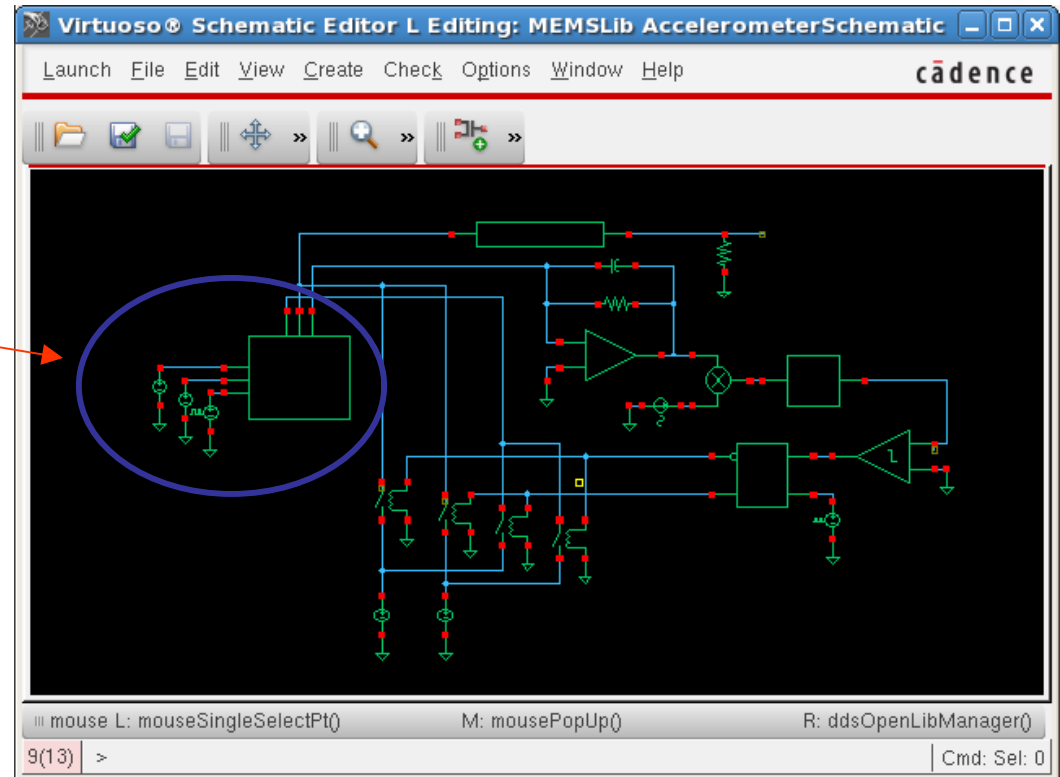 Virtuoso® Schematic Editor L Editing: MEMSLib AccelerometerSchematic
Launch File Edit View Create Check Options Window Help cādence
» » »
mouse L: mouseSingleSelectPt() M: mousePopUp() R: ddsOpenLibManager()
9(13) > Cmd: Sel: 0